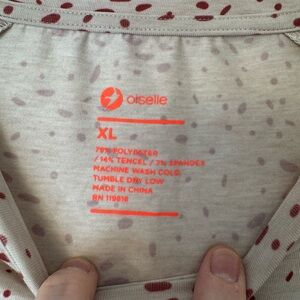 oiselle
XL
79% POLYESTER
/ 14% TENCEL / 7% SPANDEX
MACHINE WASH COLD
TUMBLE DRY LOW
MADE IN CHINA
RN 119818